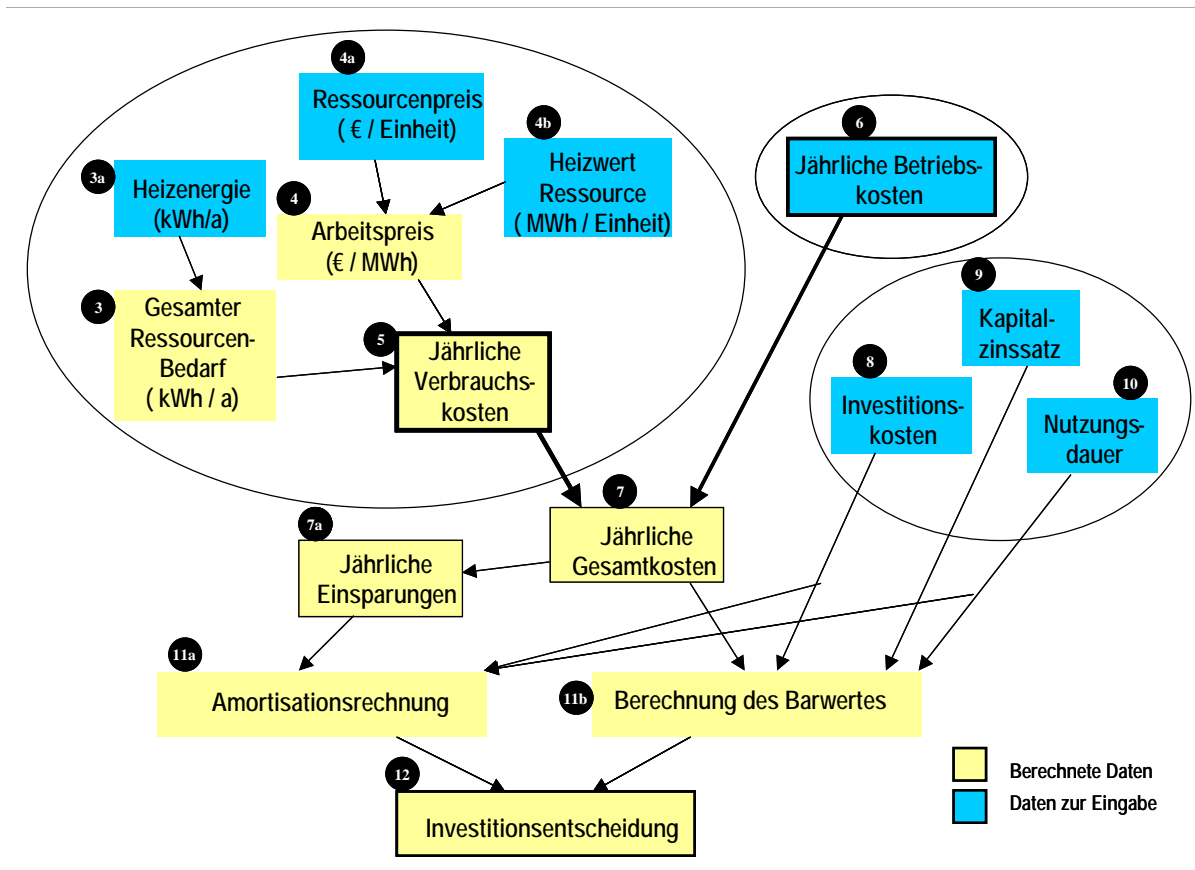 4a
Ressourcenpreis
( € / Einheit)
4b
Heizwert
Ressource
( MWh / Einheit)
3a
Heizenergie
(kWh/a)
4
Arbeitspreis
(€ / MWh)
3
Gesamter
Ressourcen-
Bedarf
( kWh / a)
5
Jährliche
Verbrauchs-
kosten
6
Jährliche Betriebs-
kosten
9
Kapital-
zinssatz
8
Investitions-
kosten
10
Nutzungs-
dauer
7
Jährliche
Gesamtkosten
7a
Jährliche
Einsparungen
11a
Amortisationsrechnung
11b
Berechnung des Barwertes
12
Investitionsentscheidung
Berechnete Daten
Daten zur Eingabe